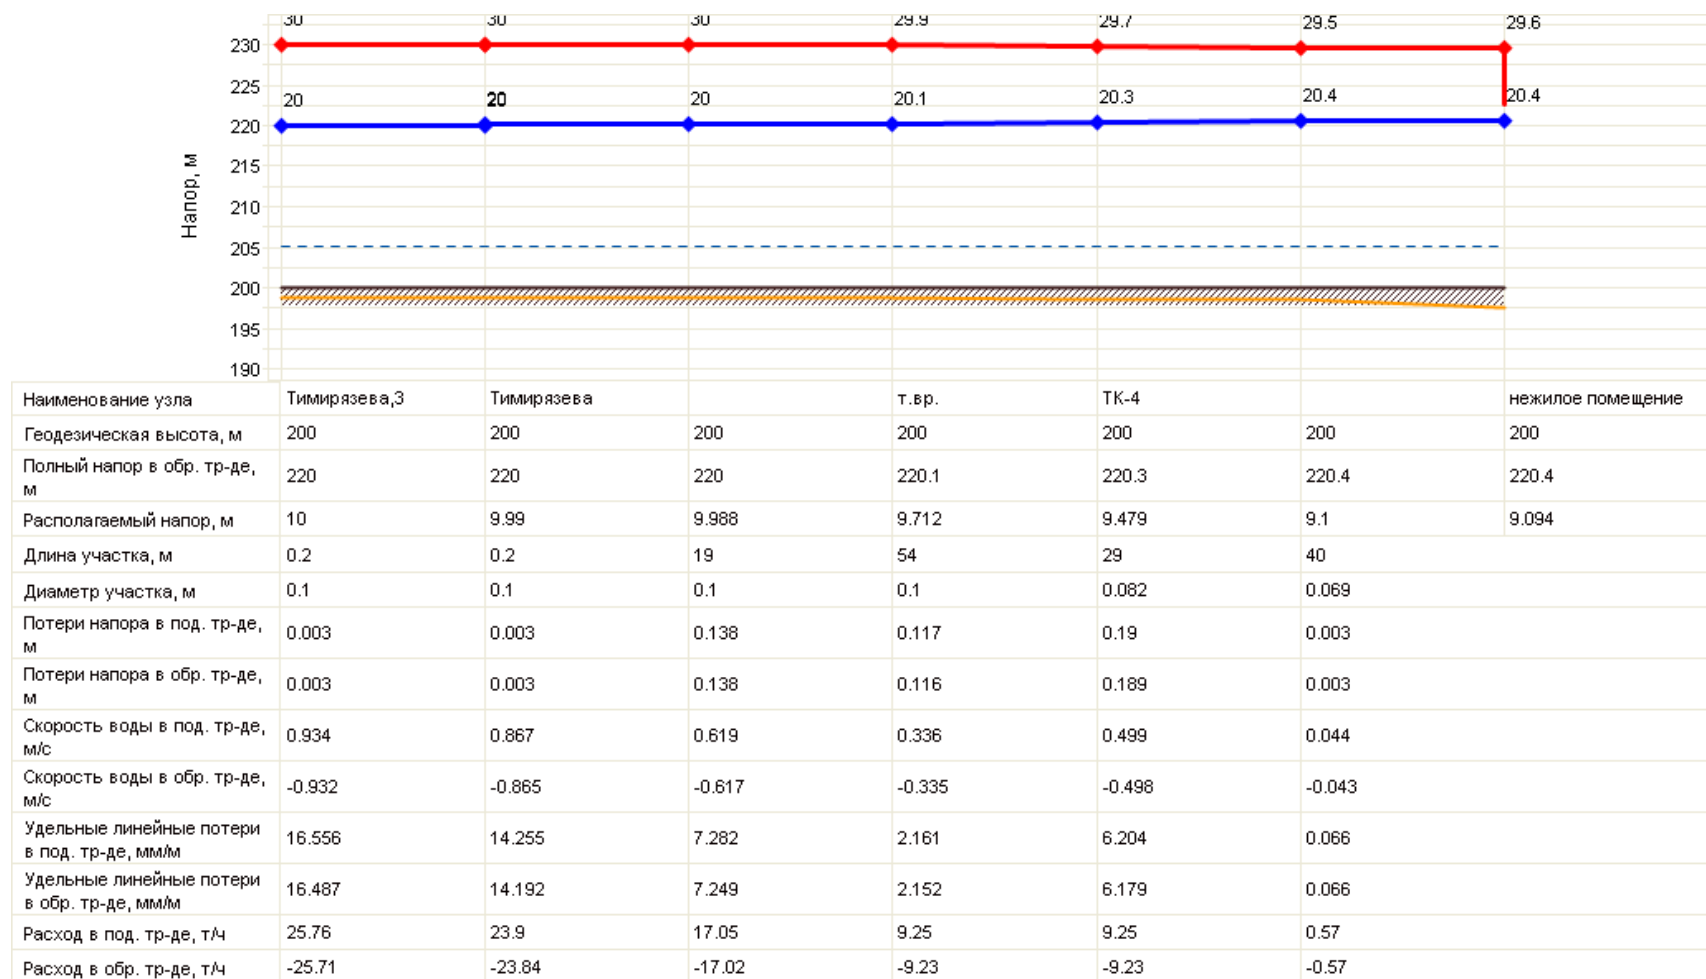 30 30 30 29.9 29.7 29.5 29.6
230
225
20 20 20 20.1 20.3 20.4 20.4
220
215
210
205
200
195
190
Напор, м
Наименование узла Тимирязева,3 Тимирязева т.вр. ТК-4 нежилое помещение
Геодезическая высота, м 200 200 200 200 200 200 200
Полный напор в обр. тр-де,
м 220 220 220 220.1 220.3 220.4 220.4
Располагаемый напор, м 10 9.99 9.988 9.712 9.479 9.1 9.094
Длина участка, м 0.2 0.2 19 54 29 40
Диаметр участка, м 0.1 0.1 0.1 0.1 0.082 0.069
Потери напора в под. тр-де,
м 0.003 0.003 0.138 0.117 0.19 0.003
Потери напора в обр. тр-де,
м 0.003 0.003 0.138 0.116 0.189 0.003
Скорость воды в под. тр-де,
м/с 0.934 0.867 0.619 0.336 0.499 0.044
Скорость воды в обр. тр-де,
м/с -0.932 -0.865 -0.617 -0.335 -0.498 -0.043
Удельные линейные потери
в под. тр-де, мм/м 16.556 14.255 7.282 2.161 6.204 0.066
Удельные линейные потери
в обр. тр-де, мм/м 16.487 14.192 7.249 2.152 6.179 0.066
Расход в под. тр-де, т/ч 25.76 23.9 17.05 9.25 9.25 0.57
Расход в обр. тр-де, т/ч -25.71 -23.84 -17.02 -9.23 -9.23 -0.57